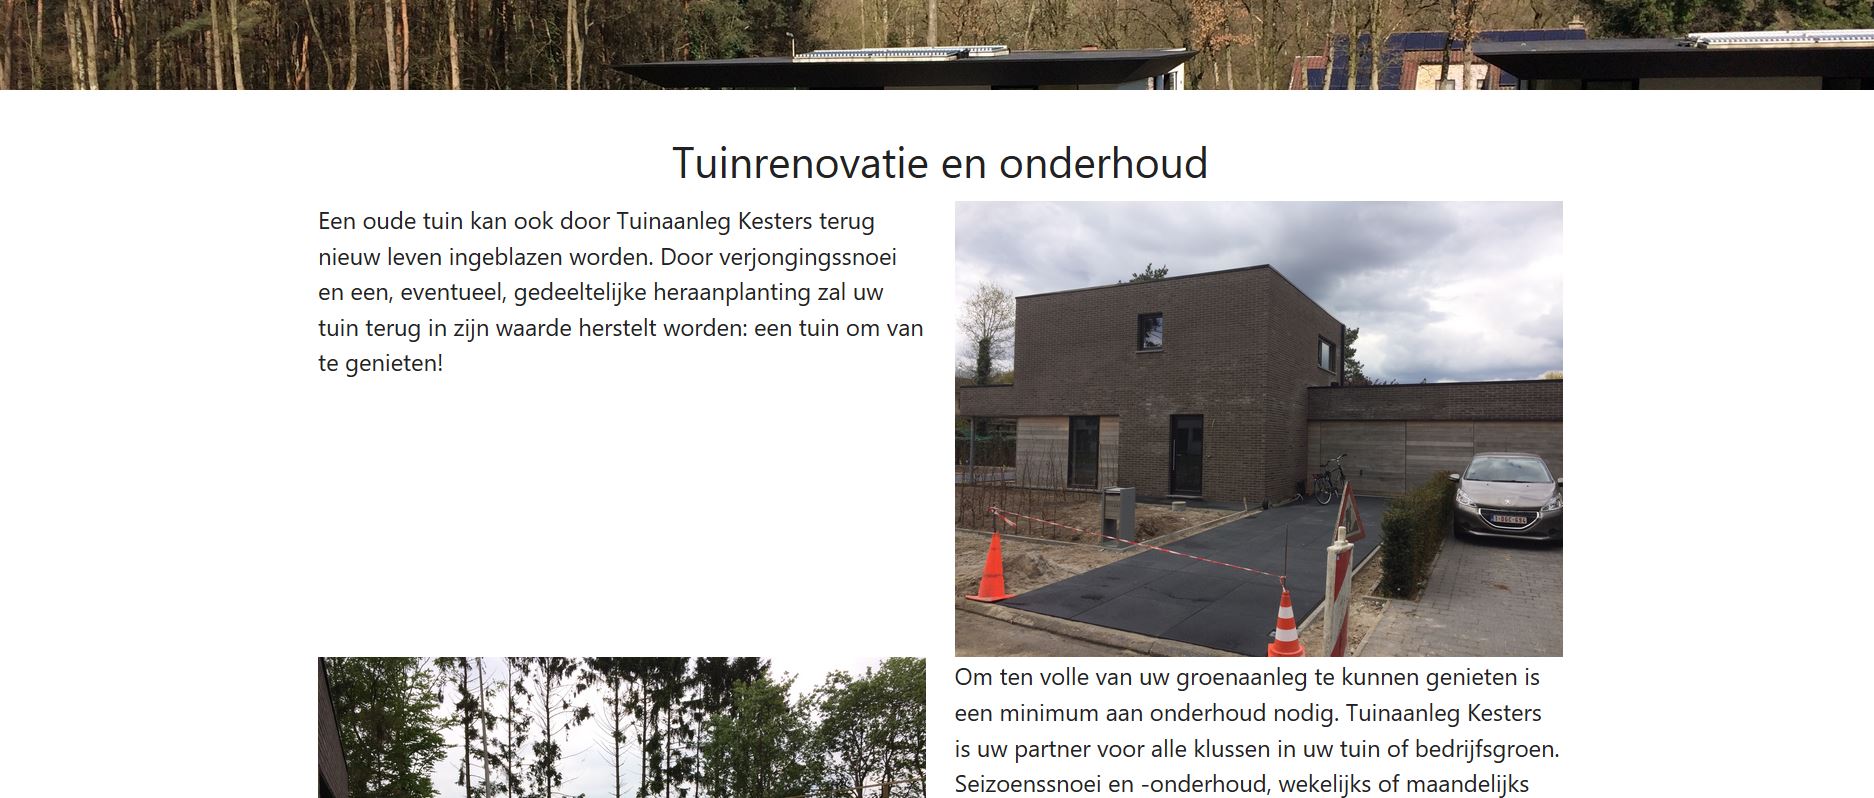 Tuinrenovatie en onderhoud
Een oude tuin kan ook door Tuinaanleg Kesters terug
nieuw leven ingeblazen worden. Door verjongingssnoei
en een, eventueel, gedeeltelijke heraanplanting zal uw
tuin terug in zijn waarde herstelt worden: een tuin om van
te genieten!
Om ten volle van uw groenaanleg te kunnen genieten is
een minimum aan onderhoud nodig. Tuinaanleg Kesters
is uw partner voor alle klussen in uw tuin of bedrijfsgroen.
Seizoenssnoei en -onderhoud, wekelijks of maandelijks